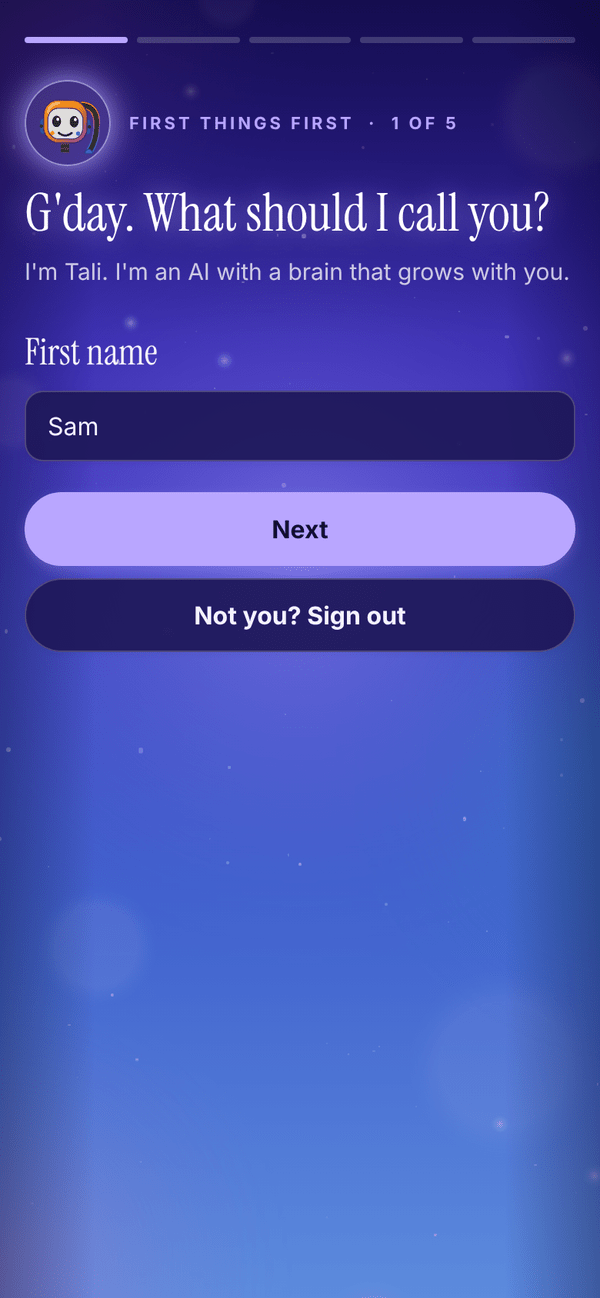 FIRST THINGS FIRST · 1 OF 5
G'day. What should I call you?
I'm Tali. I'm an AI with a brain that grows with you.
First name
Sam
Next
Not you? Sign out